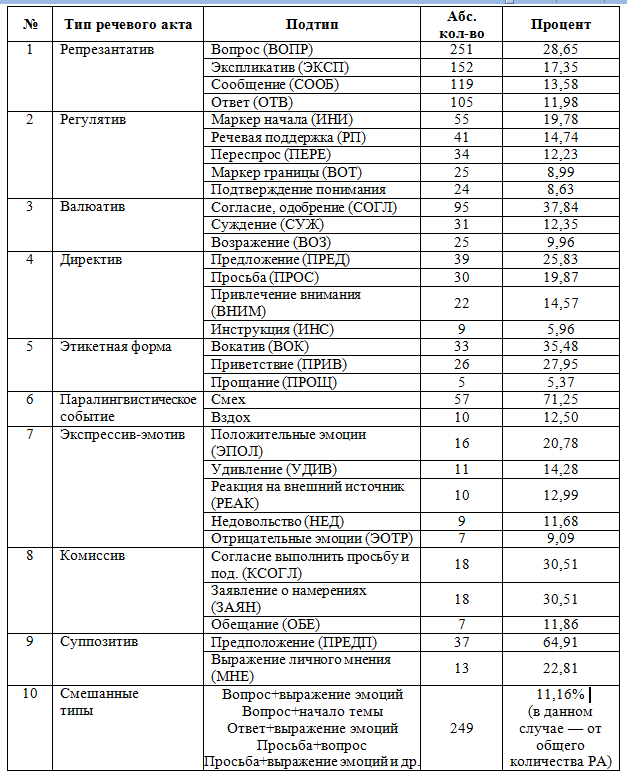 № Тип речевого акта Подтип Абс. кол-во Процент
1 Репрезантатив Вопрос (ВОПР) 251 28,65
Экспликатив (ЭКСП) 152 17,35
Сообщение (СООБ) 119 13,58
Ответ (ОТВ) 105 11,98
2 Регулятив Маркер начала (ИНИ) 55 19,78
Речевая поддержка (РП) 41 14,74
Переспрос (ПЕРЕ) 34 12,23
Маркер границы (ВОТ) 25 8,99
Подтверждение понимания 24 8,63
3 Валюатив Согласие, одобрение (СОГЛ) 95 37,84
Суждение (СУЖ) 31 12,35
Возражение (ВОЗ) 25 9,96
4 Директив Предложение (ПРЕД) 39 25,83
Просьба (ПРОС) 30 19,87
Привлечение внимания
(ВНИМ) 22 14,57
Инструкция (ИНС) 9 5,96
5 Этикетная форма Вокатив (ВОК) 33 35,48
Приветствие (ПРИВ) 26 27,95
Прощание (ПРОЩ) 5 5,37
6 Паралингвистическое Смех 57 71,25
событие Вздох 10 12,50
7 Экспрессив-эмотив Положительные эмоции
(ЭПОЛ) 16 20,78
Удивление (УДИВ) 11 14,28
Реакция на внешний источник
(РЕАК) 10 12,99
Недовольство (НЕД) 9 11,68
Отрицательные эмоции (ЭОТР) 7 9,09
8 Комиссив Согласие выполнить просьбу и
под. (КСОГЛ) 18 30,51
Заявление о намерениях
(ЗАЯН) 18 30,51
Обещание (ОБЕ) 7 11,86
9 Суппозитив Предположение (ПРЕДП) 37 64,91
Выражение личного мнения
(МНЕ) 13 22,81
10 Смешанные Вопрос+выражение эмоций 11,16%
типы Вопрос+начало темы (в данном
Ответ+выражение эмоций 249 случае — от
Просьба+вопрос общего
Просьба+выражение эмоций и др. количества РА)